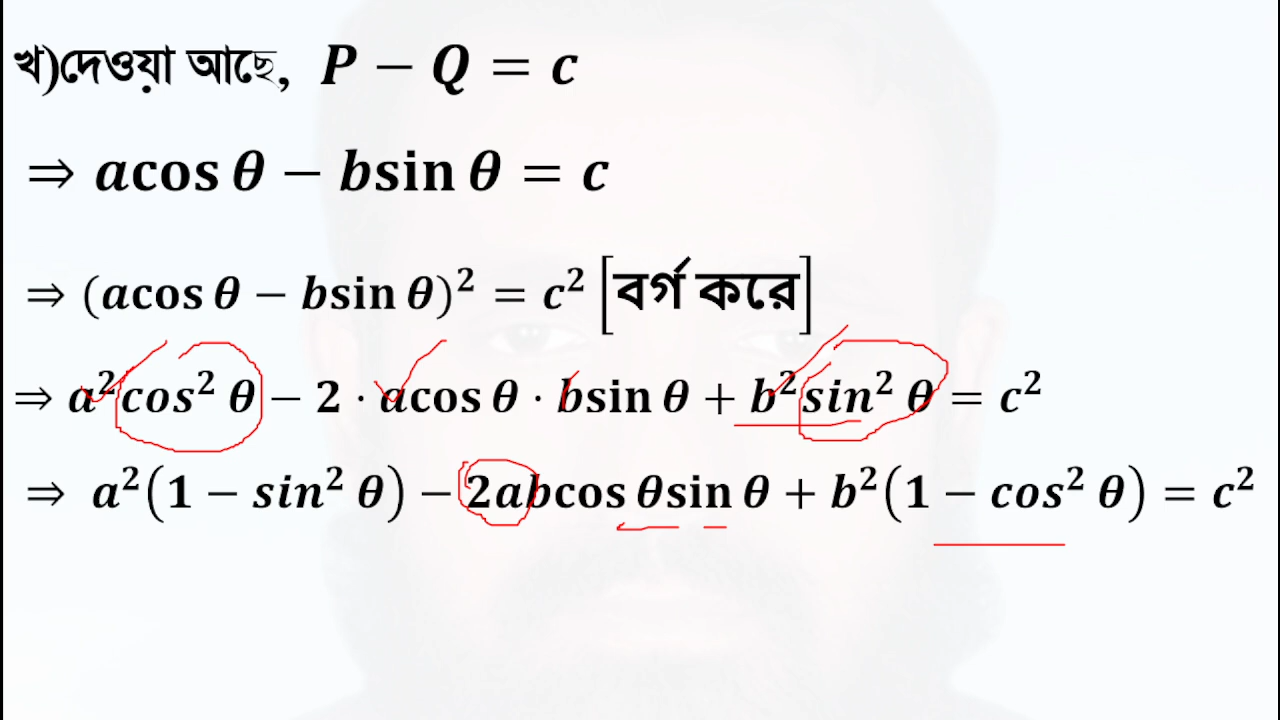 খ)দেওয়া আছে, P − Q = c
⇒ acos θ − bsin θ = c
⇒ (acos θ − bsin θ)² = c² [বর্গ করে]
⇒ a²cos² θ − 2 · acos θ · bsin θ + b²sin² θ = c²
⇒ a²(1 − sin² θ) − 2abcos θsin θ + b²(1 − cos² θ) = c²